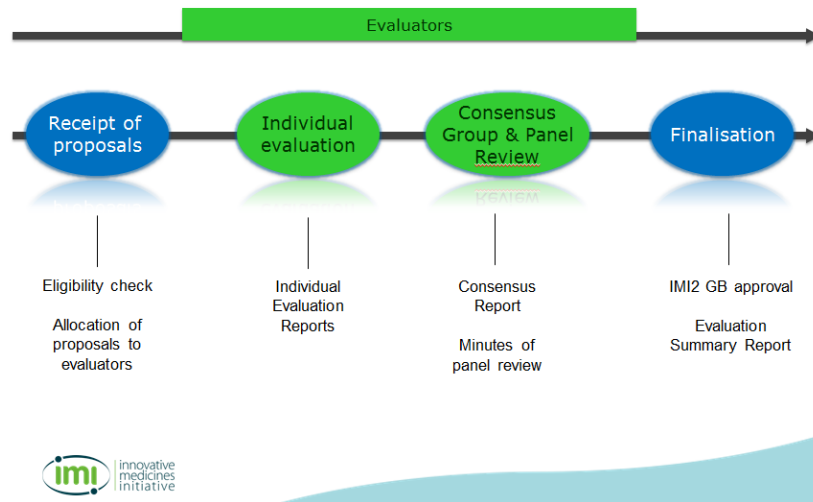 Evaluators
Receipt of
proposals
Individual
evaluation
Consensus
Group & Panel
Review
Finalisation
Eligibility check
Allocation of
proposals to
evaluators
Individual
Evaluation
Reports
Consensus
Report
Minutes of
panel review
IMI2 GB approval
Evaluation
Summary Report
imi
innovative
medicines
initiative